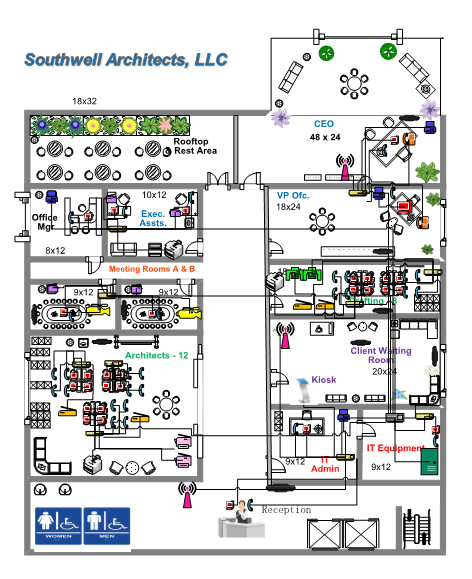 Southwell Architects, LLC
18x32
CEO
48 x 24
Rooftop
Rest Area
10x12
VP Ofc.
18x24
Office
Mgr
Exec.
Assts.
8x12
Meeting Rooms A & B
9x12
9x12
Architects - 12
Client Waiting
Room
20x24
Kiosk
IT Equipment
9x12
IT
Admin
9x12
Reception
WOMEN
MEN